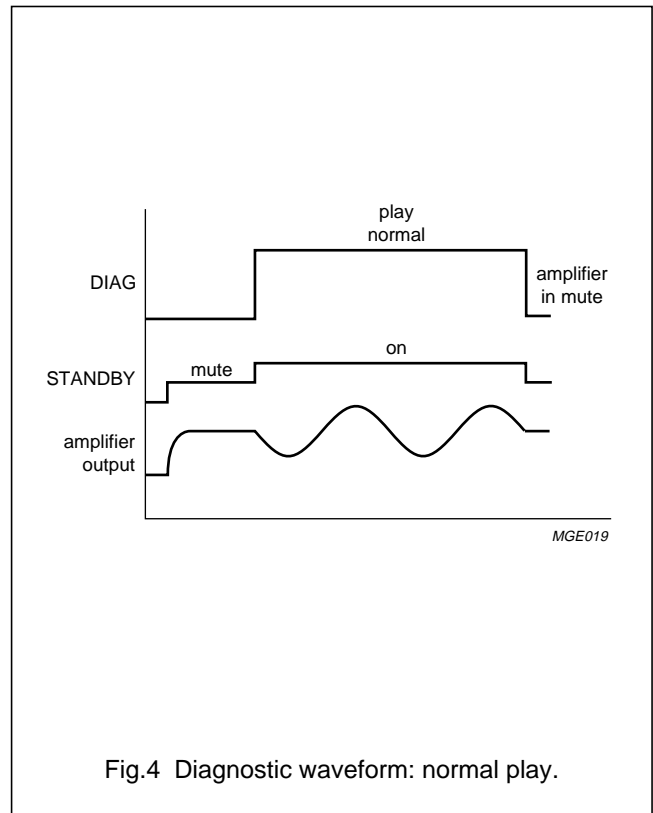 play
normal
DIAG
amplifier
in mute
on
mute
STANDBY
amplifier
output
MGE019
Fig.4 Diagnostic waveform: normal play.